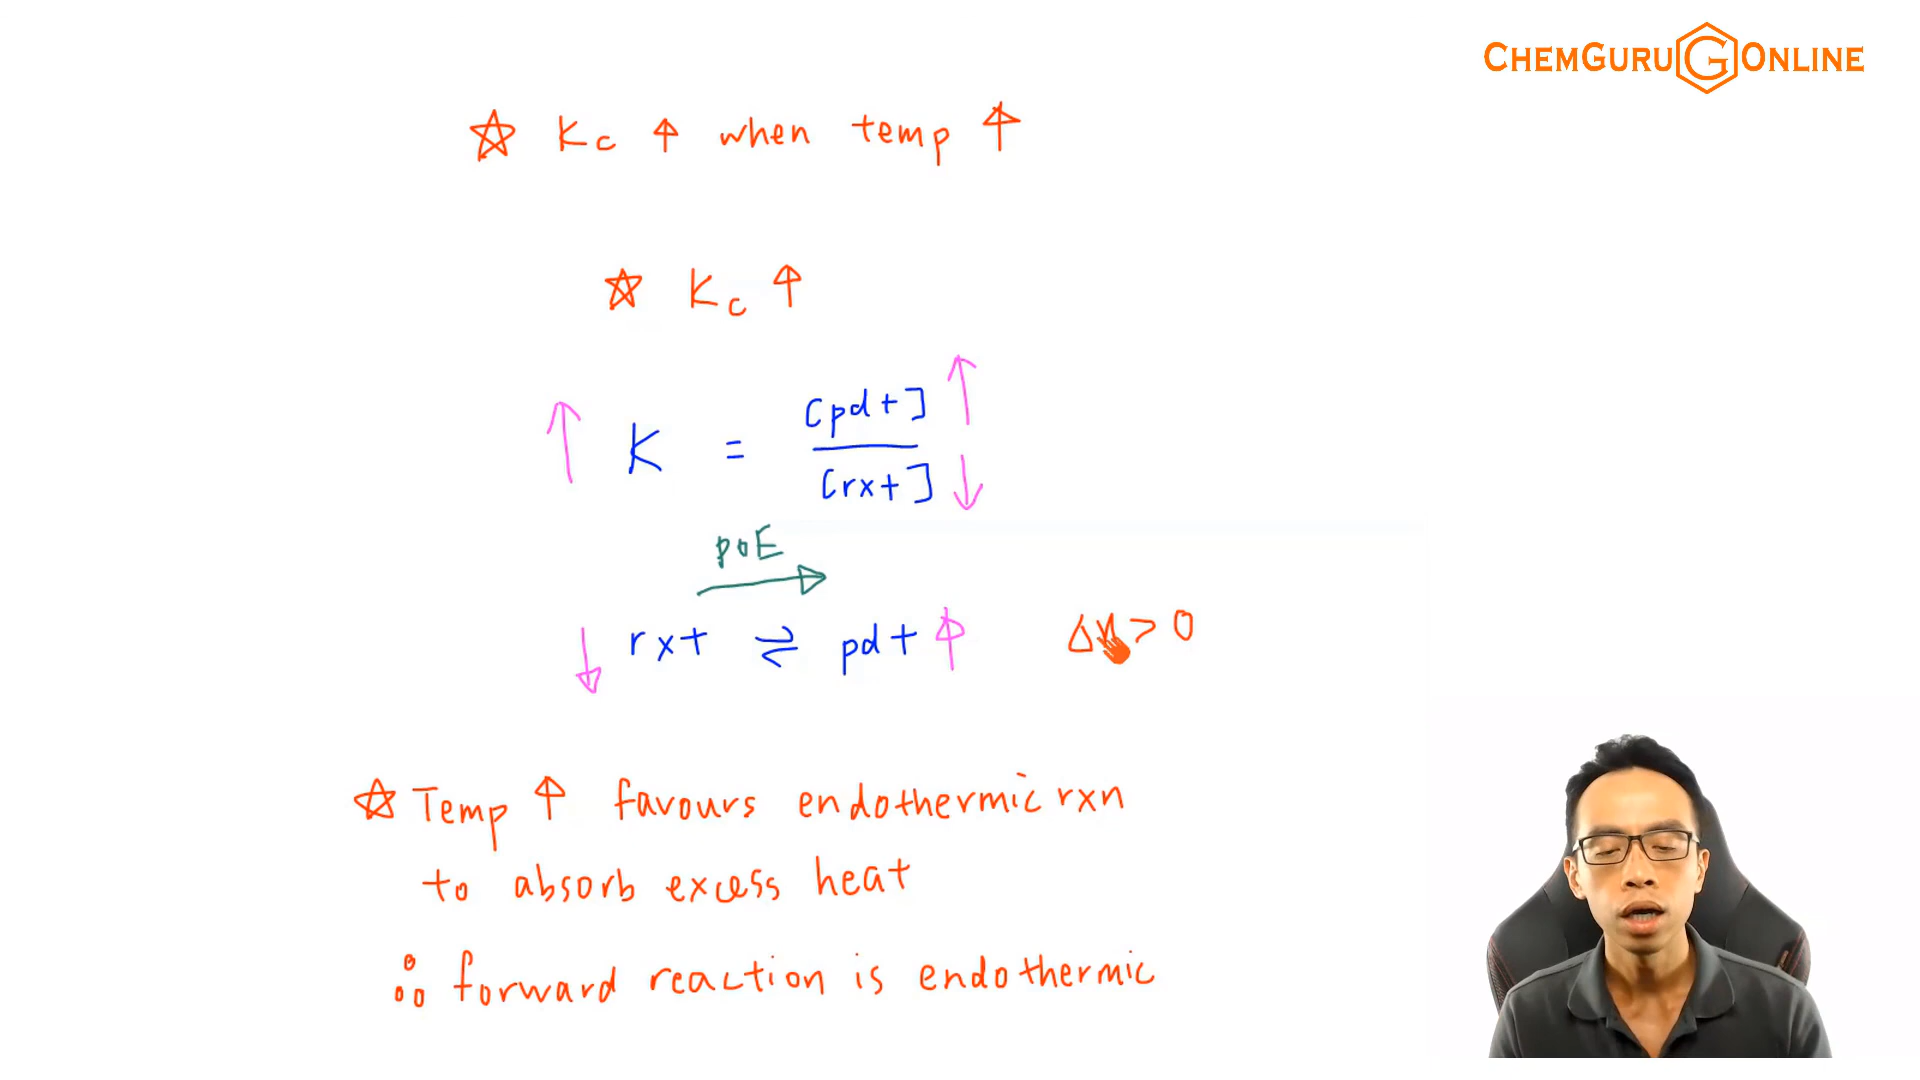 CHEMGURU G ONLINE
☆ Kc ↑ when temp ↑
☆ Kc ↑
↑ K = [pdt] ↑
[rxt] ↓
POE
↓ rxt ⇌ pdt ↑ ΔH > 0
☆ Temp ↑ favours endothermic rxn
to absorb excess heat
∴ forward reaction is endothermic